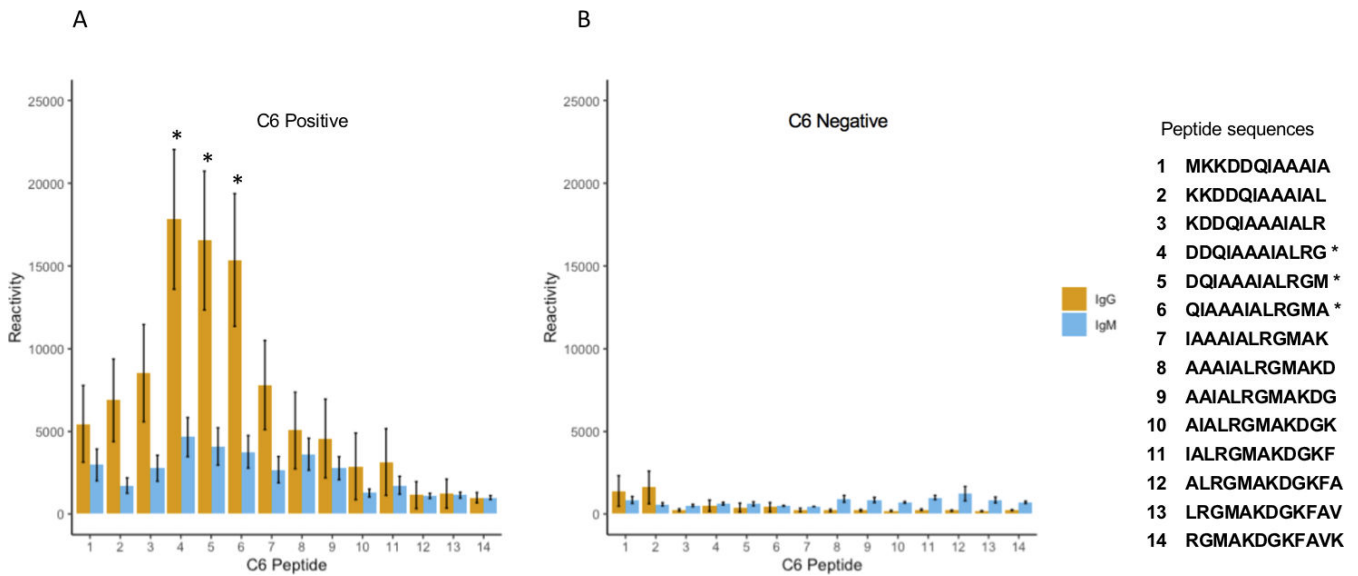 A
C6 Positive
*
*
*
25000
20000
15000
10000
5000
0
Reactivity
1 2 3 4 5 6 7 8 9 10 11 12 13 14
C6 Peptide
B
C6 Negative
25000
20000
15000
10000
5000
0
Reactivity
1 2 3 4 5 6 7 8 9 10 11 12 13 14
C6 Peptide
IgG
IgM
Peptide sequences
1 MKKDDQIAAAIA
2 KKDDQIAAAIAL
3 KDDQIAAAIALR
4 DDQIAAAIALRG *
5 DQIAAAIALRGM *
6 QIAAAIALRGMA *
7 IAAAIALRGMAK
8 AAAIALRGMAKD
9 AAIALRGMAKDG
10 AIALRGMAKDGK
11 IALRGMAKDGKF
12 ALRGMAKDGKFA
13 LRGMAKDGKFAV
14 RGMAKDGKFAVK